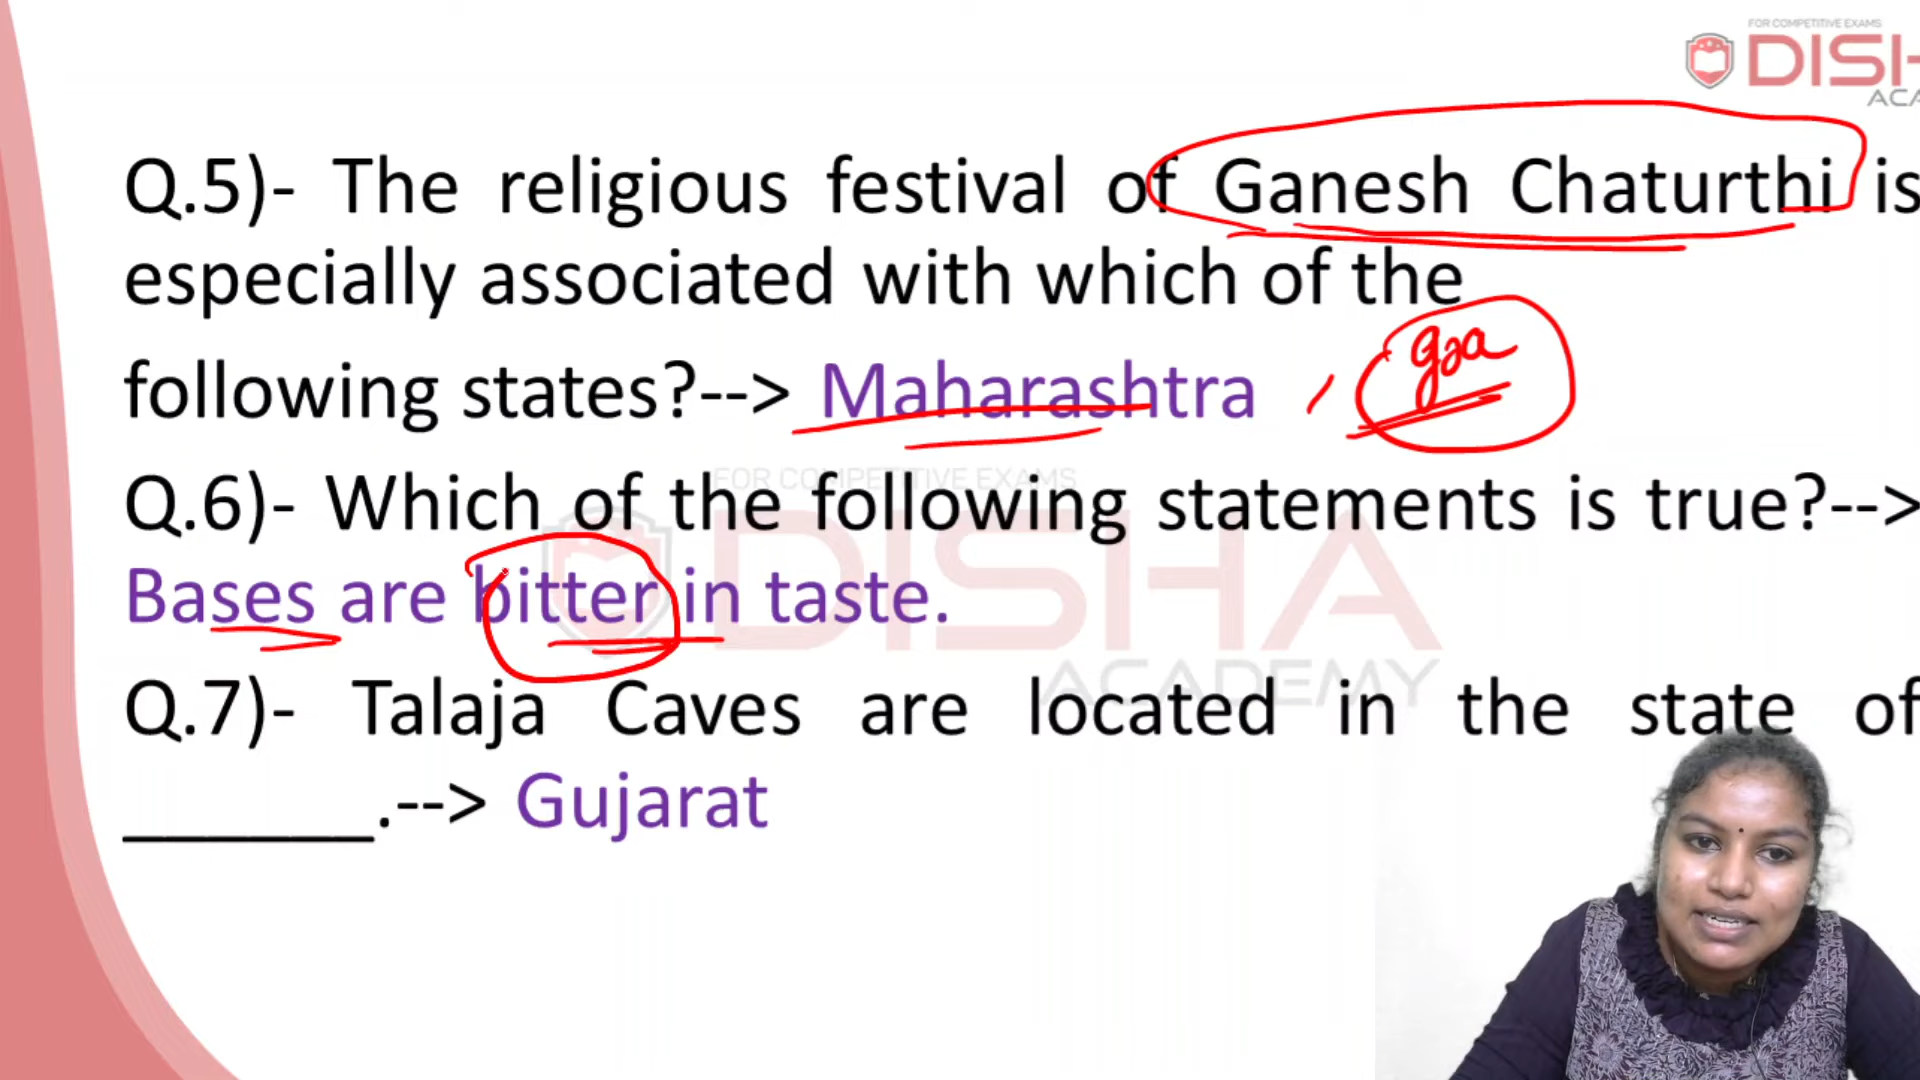 FOR COMPETITIVE EXAMS
DISH
ACA
Q.5)- The religious festival of Ganesh Chaturthi is
especially associated with which of the
following states?--> Maharashtra
FOR COMPETITIVE EXAMS
Q.6)- Which of the following statements is true?-->
Bases are bitter in taste.
DISHA
ACADEMY
Q.7)- Talaja Caves are located in the state of
______.--> Gujarat